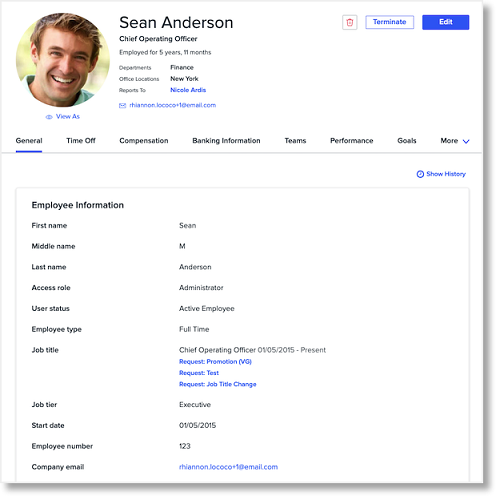 Sean Anderson
Terminate
Edit
Chief Operating Officer
Employed for 5 years, 11 months
Departments Finance
Office Locations New York
Reports To Nicole Ardis
rhiannon.lococo+1@email.com
View As
General Time Off Compensation Banking Information Teams Performance Goals More
Show History
Employee Information
First name Sean
Middle name M
Last name Anderson
Access role Administrator
User status Active Employee
Employee type Full Time
Job title Chief Operating Officer 01/05/2015 - Present
Request: Promotion (VG)
Request: Test
Request: Job Title Change
Job tier Executive
Start date 01/05/2015
Employee number 123
Company email rhiannon.lococo+1@email.com